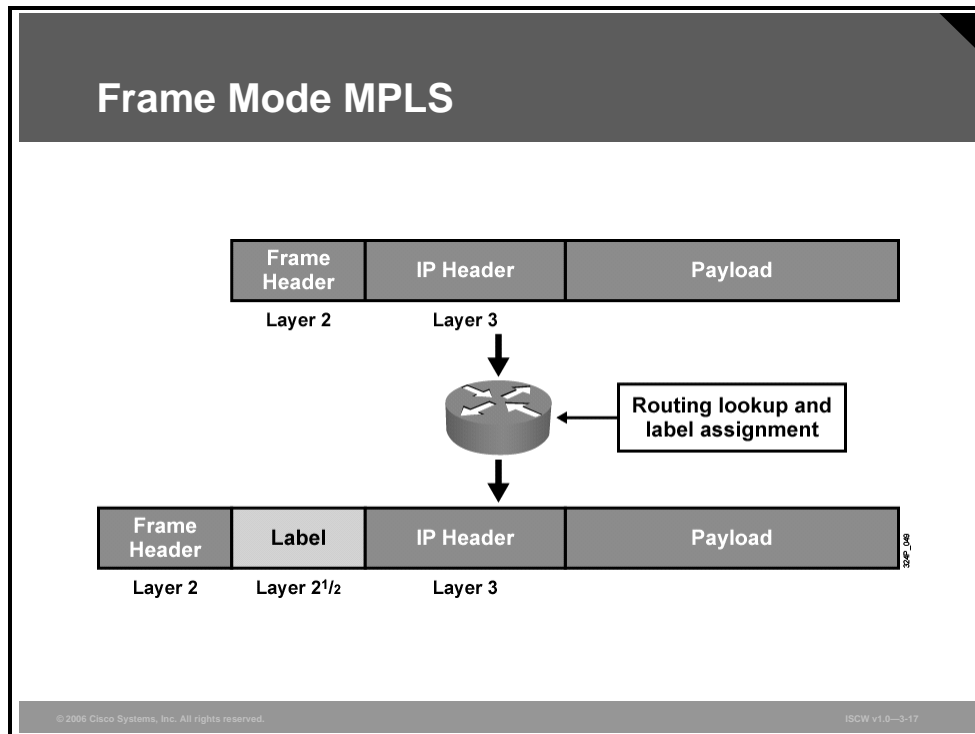 Frame Mode MPLS
Frame
Header
IP Header
Payload
Layer 2
Layer 3
Routing lookup and
label assignment
Frame
Header
Label
IP Header
Payload
324P_049
Layer 2
Layer 21/2
Layer 3
© 2006 Cisco Systems, Inc. All rights reserved.
ISCW v1.0—3-17